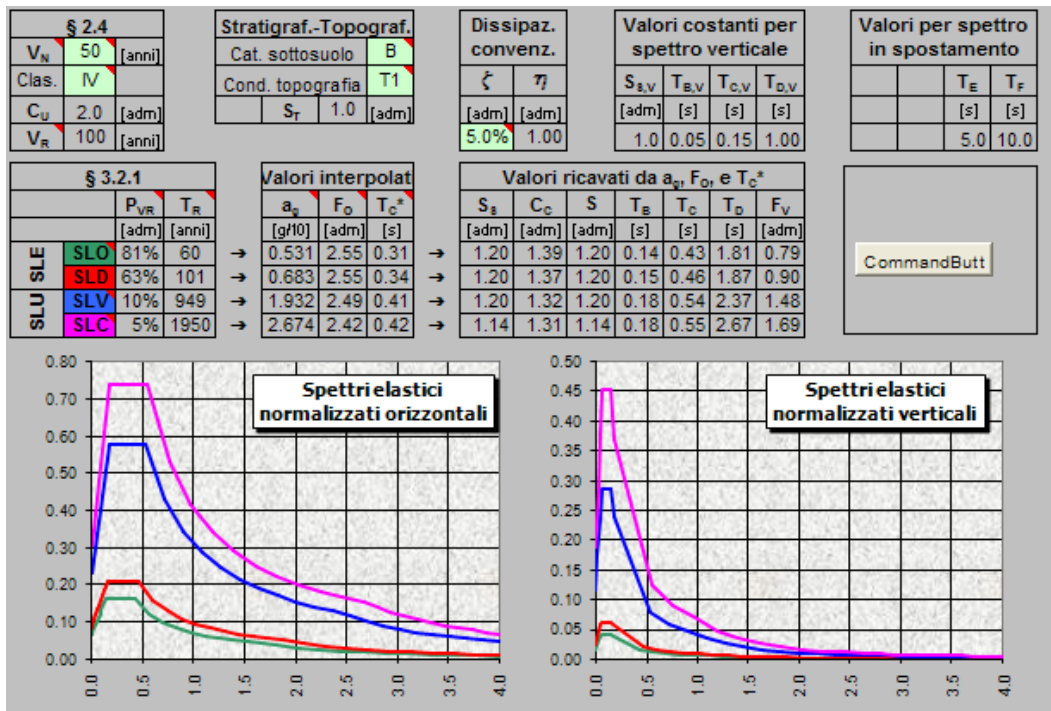 § 2.4
V_N 50 [anni]
Clas. IV
C_U 2.0 [adm]
V_R 100 [anni]
Stratigraf.-Topograf.
Cat. sottosuolo B
Cond. topografia T1
S_T 1.0 [adm]
Dissipaz.
convenz.
ζ η
[adm] [adm]
5.0% 1.00
Valori costanti per
spettro verticale
S_s,V T_B,V T_C,V T_D,V
[adm] [s] [s] [s]
1.0 0.05 0.15 1.00
Valori per spettro
in spostamento
T_E T_F
[s] [s]
5.0 10.0
§ 3.2.1
P_VR T_R
[adm] [anni]
Valori interpolati
a_g F_O T_C*
[g/10] [adm] [s]
Valori ricavati da a_g, F_O, e T_C*
S_s C_C S T_B T_C T_D F_V
[adm] [adm] [adm] [s] [s] [s] [adm]
SLE
SLO 81% 60 → 0.531 2.55 0.31 → 1.20 1.39 1.20 0.14 0.43 1.81 0.79
SLD 63% 101 → 0.683 2.55 0.34 → 1.20 1.37 1.20 0.15 0.46 1.87 0.90
SLU
SLV 10% 949 → 1.932 2.49 0.41 → 1.20 1.32 1.20 0.18 0.54 2.37 1.48
SLC 5% 1950 → 2.674 2.42 0.42 → 1.14 1.31 1.14 0.18 0.55 2.67 1.69
CommandButt
Spettri elastici
normalizzati orizzontali
0.80
0.70
0.60
0.50
0.40
0.30
0.20
0.10
0.00
0.0 0.5 1.0 1.5 2.0 2.5 3.0 3.5 4.0
Spettri elastici
normalizzati verticali
0.50
0.45
0.40
0.35
0.30
0.25
0.20
0.15
0.10
0.05
0.00
0.0 0.5 1.0 1.5 2.0 2.5 3.0 3.5 4.0